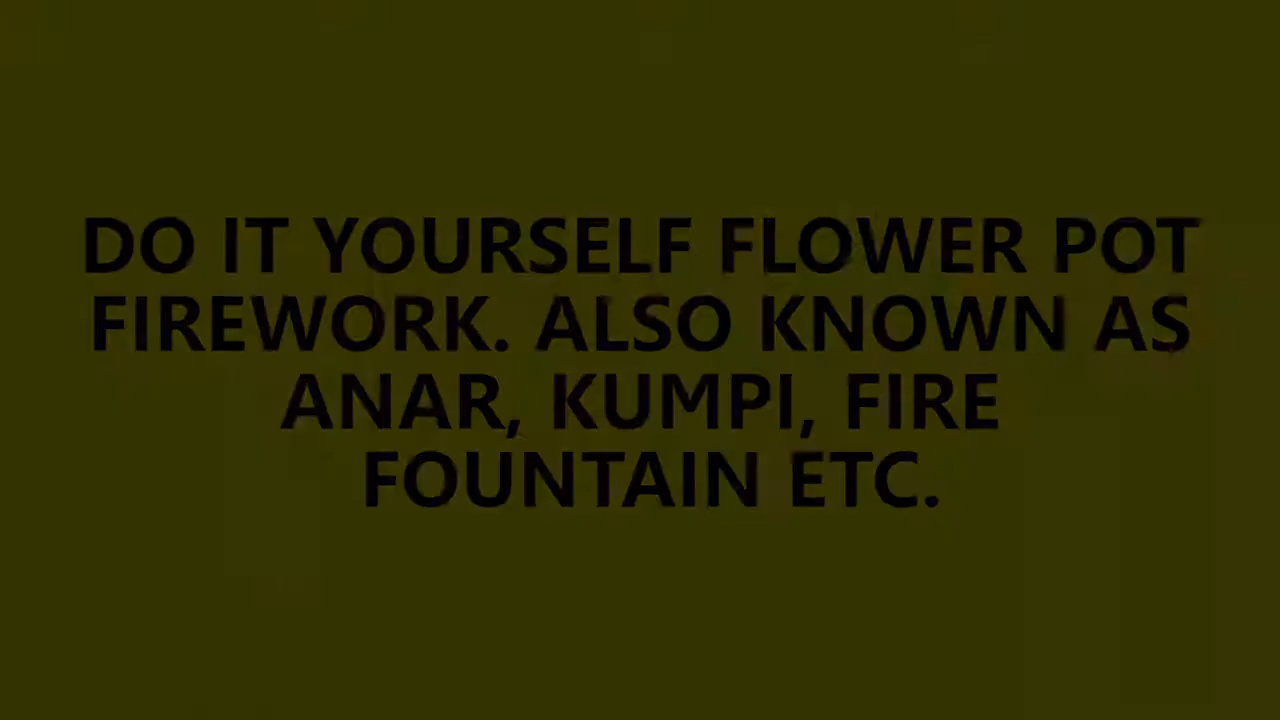 DO IT YOURSELF FLOWER POT
FIREWORK. ALSO KNOWN AS
ANAR, KUMPI, FIRE
FOUNTAIN ETC.